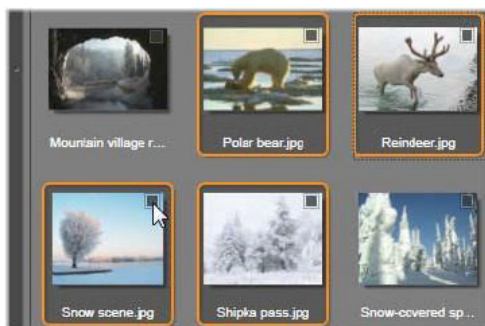 Mountain village r...
Polar bear.jpg
Reindeer.jpg
Snow scene.jpg
Shipka pass.jpg
Snow-covered sp...